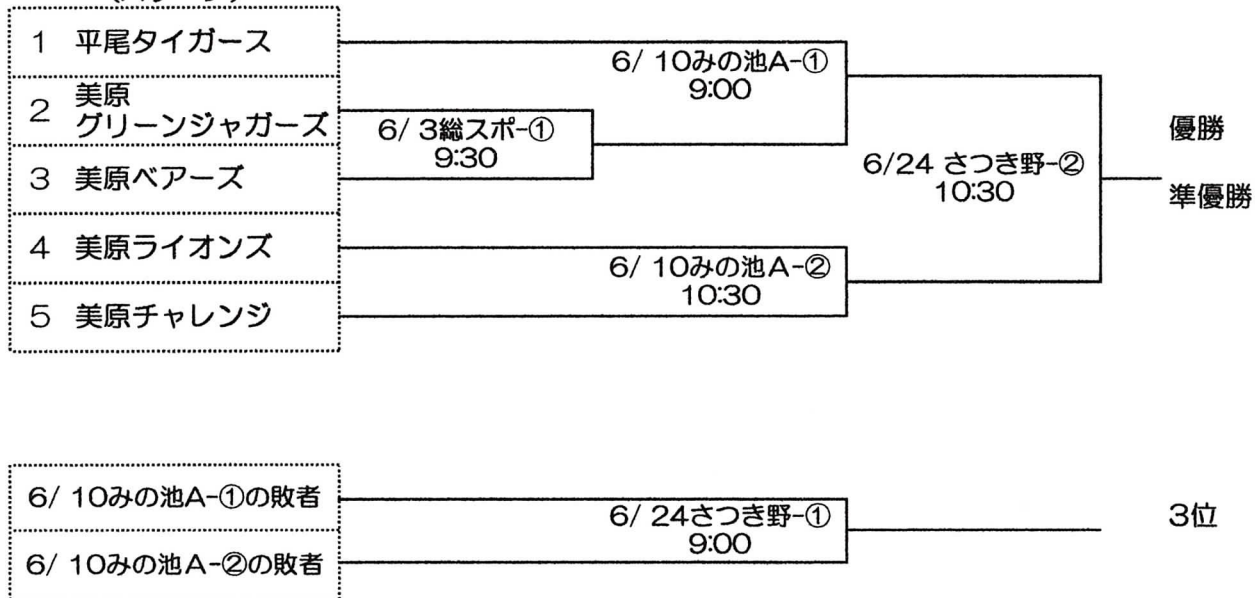 1 平尾タイガース
6/ 10みの池A-①
9:00
2 美原
グリーンジャガーズ
6/ 3総スポ-①
9:30
優勝
3 美原ベアーズ
6/24 さつき野-②
10:30
準優勝
4 美原ライオンズ
6/ 10みの池A-②
10:30
5 美原チャレンジ
6/ 10みの池A-①の敗者
6/ 24さつき野-①
9:00
3位
6/ 10みの池A-②の敗者